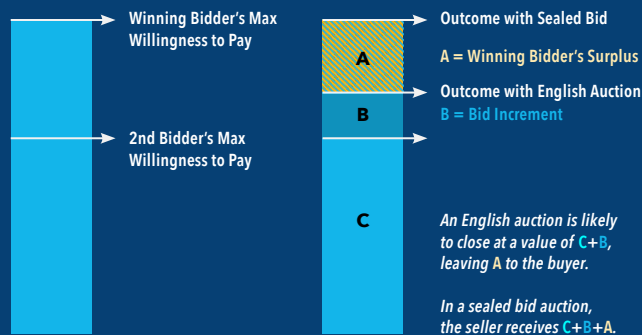 Winning Bidder's Max
Willingness to Pay
2nd Bidder's Max
Willingness to Pay
A
B
C
Outcome with Sealed Bid
A = Winning Bidder's Surplus
Outcome with English Auction
B = Bid Increment
An English auction is likely
to close at a value of C+B,
leaving A to the buyer.
In a sealed bid auction,
the seller receives C+B+A.